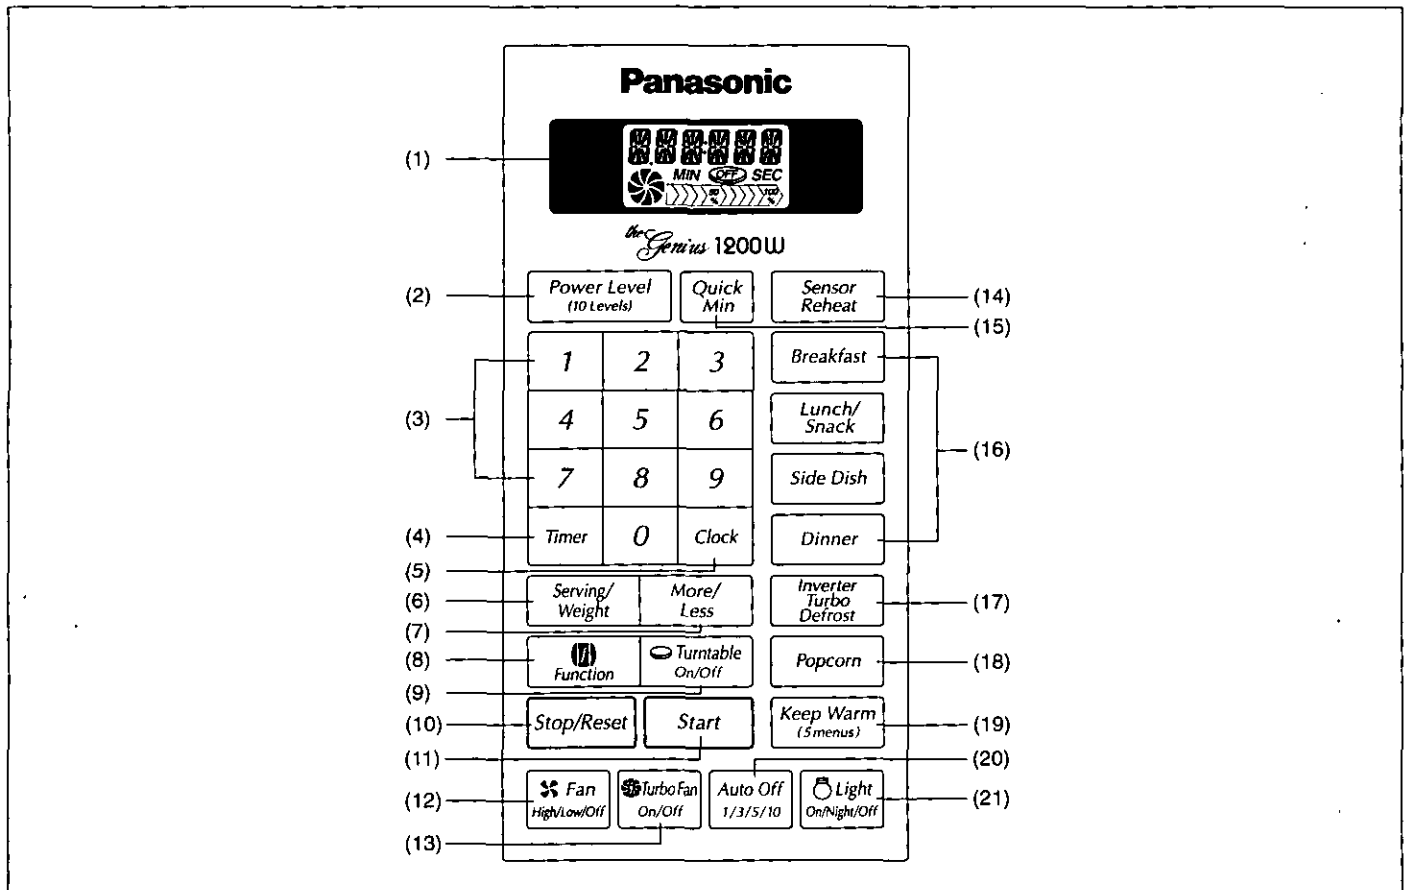 Panasonic
MIN OFF SEC
50 % 100 %
the Genius 1200W
(1)
(2)
Power Level
(10 Levels)
Quick
Min
Sensor
Reheat
(14)
(15)
1 2 3
Breakfast
(3)
4 5 6
Lunch/
Snack
(16)
7 8 9
Side Dish
(4)
Timer 0 Clock
Dinner
(5)
(6)
Serving/
Weight
More/
Less
Inverter
Turbo
Defrost
(17)
(7)
(8)
Function
Turntable
On/Off
Popcorn
(18)
(9)
(10)
Stop/Reset
Start
Keep Warm
(5 menus)
(19)
(11)
(20)
(12)
Fan
High/Low/Off
Turbo Fan
On/Off
Auto Off
1/3/5/10
Light
On/Night/Off
(21)
(13)